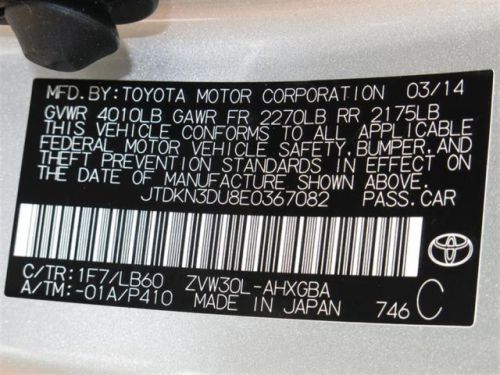 MFD. BY: TOYOTA MOTOR CORPORATION 03/14
GVWR 4010LB GAWR FR 2270LB RR 2175LB
THIS VEHICLE CONFORMS TO ALL APPLICABLE
FEDERAL MOTOR VEHICLE SAFETY, BUMPER, AND
THEFT PREVENTION STANDARDS IN EFFECT ON
THE DATE OF MANUFACTURE SHOWN ABOVE.
JTDKN3DU8E0367082 PASS. CAR
C/TR: 1F7/LB60 ZVW30L-AHXGBA
A/TM: -01A/P410 MADE IN JAPAN 746 C